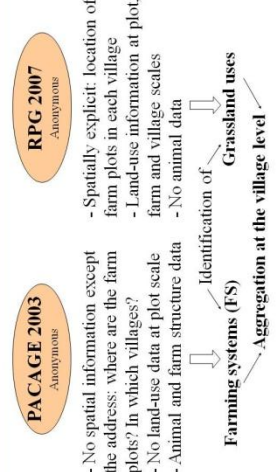 PACAGE 2003
Anonymous
- No spatial information except
the address: where are the farm
plots? In which villages?
- No land-use data at plot scale
- Animal and farm structure data
RPG 2007
Anonymous
- Spatially explicit: location of
farm plots in each village
- Land-use information at plot,
farm and village scales
- No animal data
Identification of
Farming systems (FS)
Grassland uses
Aggregation at the village level